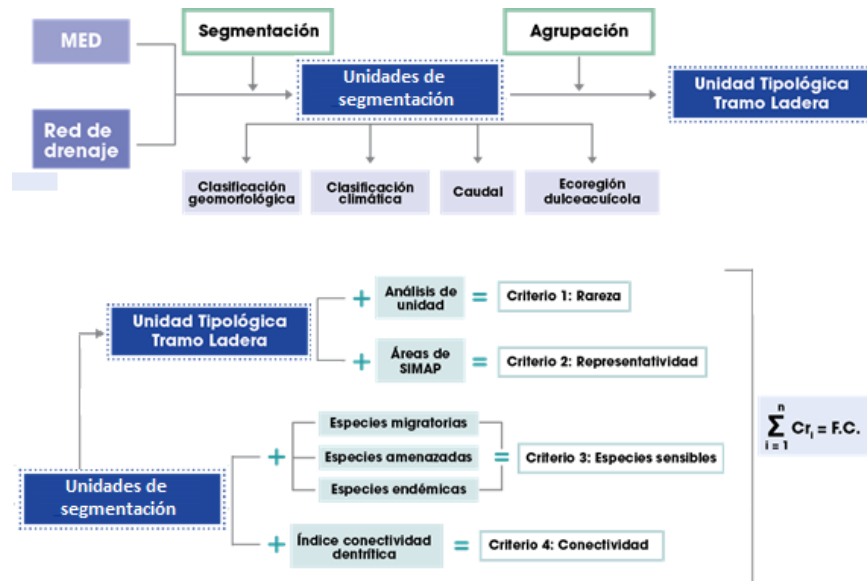 Segmentación
Agrupación
MED
Unidades de
segmentación
Unidad Tipológica
Tramo Ladera
Red de
drenaje
Clasificación
geomorfológica
Clasificación
climática
Caudal
Ecoregión
dulceacuícola
Unidad Tipológica
Tramo Ladera
+
Análisis de
unidad
=
Criterio 1: Rareza
+
Áreas de
SIMAP
=
Criterio 2: Representatividad
n
∑ Crᵢ = F.C.
i = 1
Unidades de
segmentación
+
Especies migratorias
Especies amenazadas
Especies endémicas
=
Criterio 3: Especies sensibles
+
Índice conectividad
dentrítica
=
Criterio 4: Conectividad